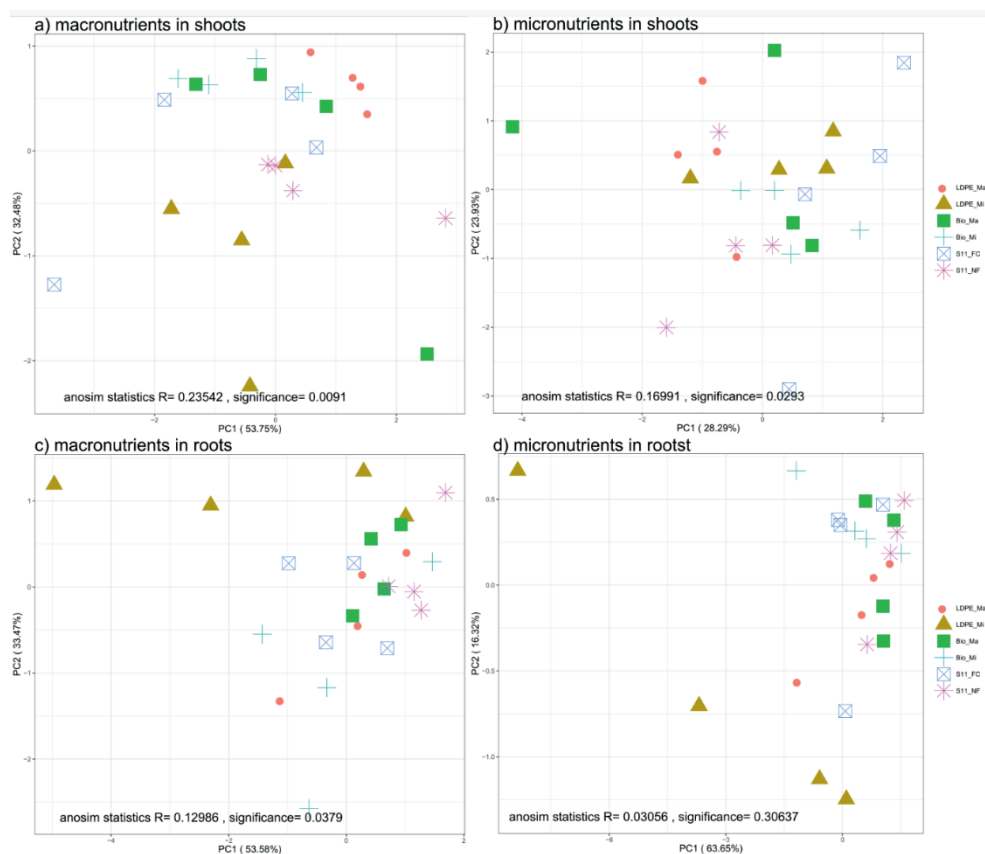 a) macronutrients in shoots
1
0
−1
−2
PC2 ( 32.48%)
anosim statistics R= 0.23542 , significance= 0.0091
−2
0
2
PC1 ( 53.75%)
b) micronutrients in shoots
2
1
0
−1
−2
−3
PC2 ( 23.93%)
anosim statistics R= 0.16991 , significance= 0.0293
−4
−2
0
2
PC1 ( 28.29%)
LDPE_Ma
LDPE_Mi
Bio_Ma
Bio_Mi
S11_FC
S11_NF
c) macronutrients in roots
1
0
−1
−2
PC2 ( 33.47%)
anosim statistics R= 0.12986 , significance= 0.0379
−4
−2
0
2
PC1 ( 53.58%)
d) micronutrients in rootst
0.5
0.0
−0.5
−1.0
PC2 ( 16.32%)
anosim statistics R= 0.03056 , significance= 0.30637
−6
−3
0
PC1 ( 63.65%)
LDPE_Ma
LDPE_Mi
Bio_Ma
Bio_Mi
S11_FC
S11_NF